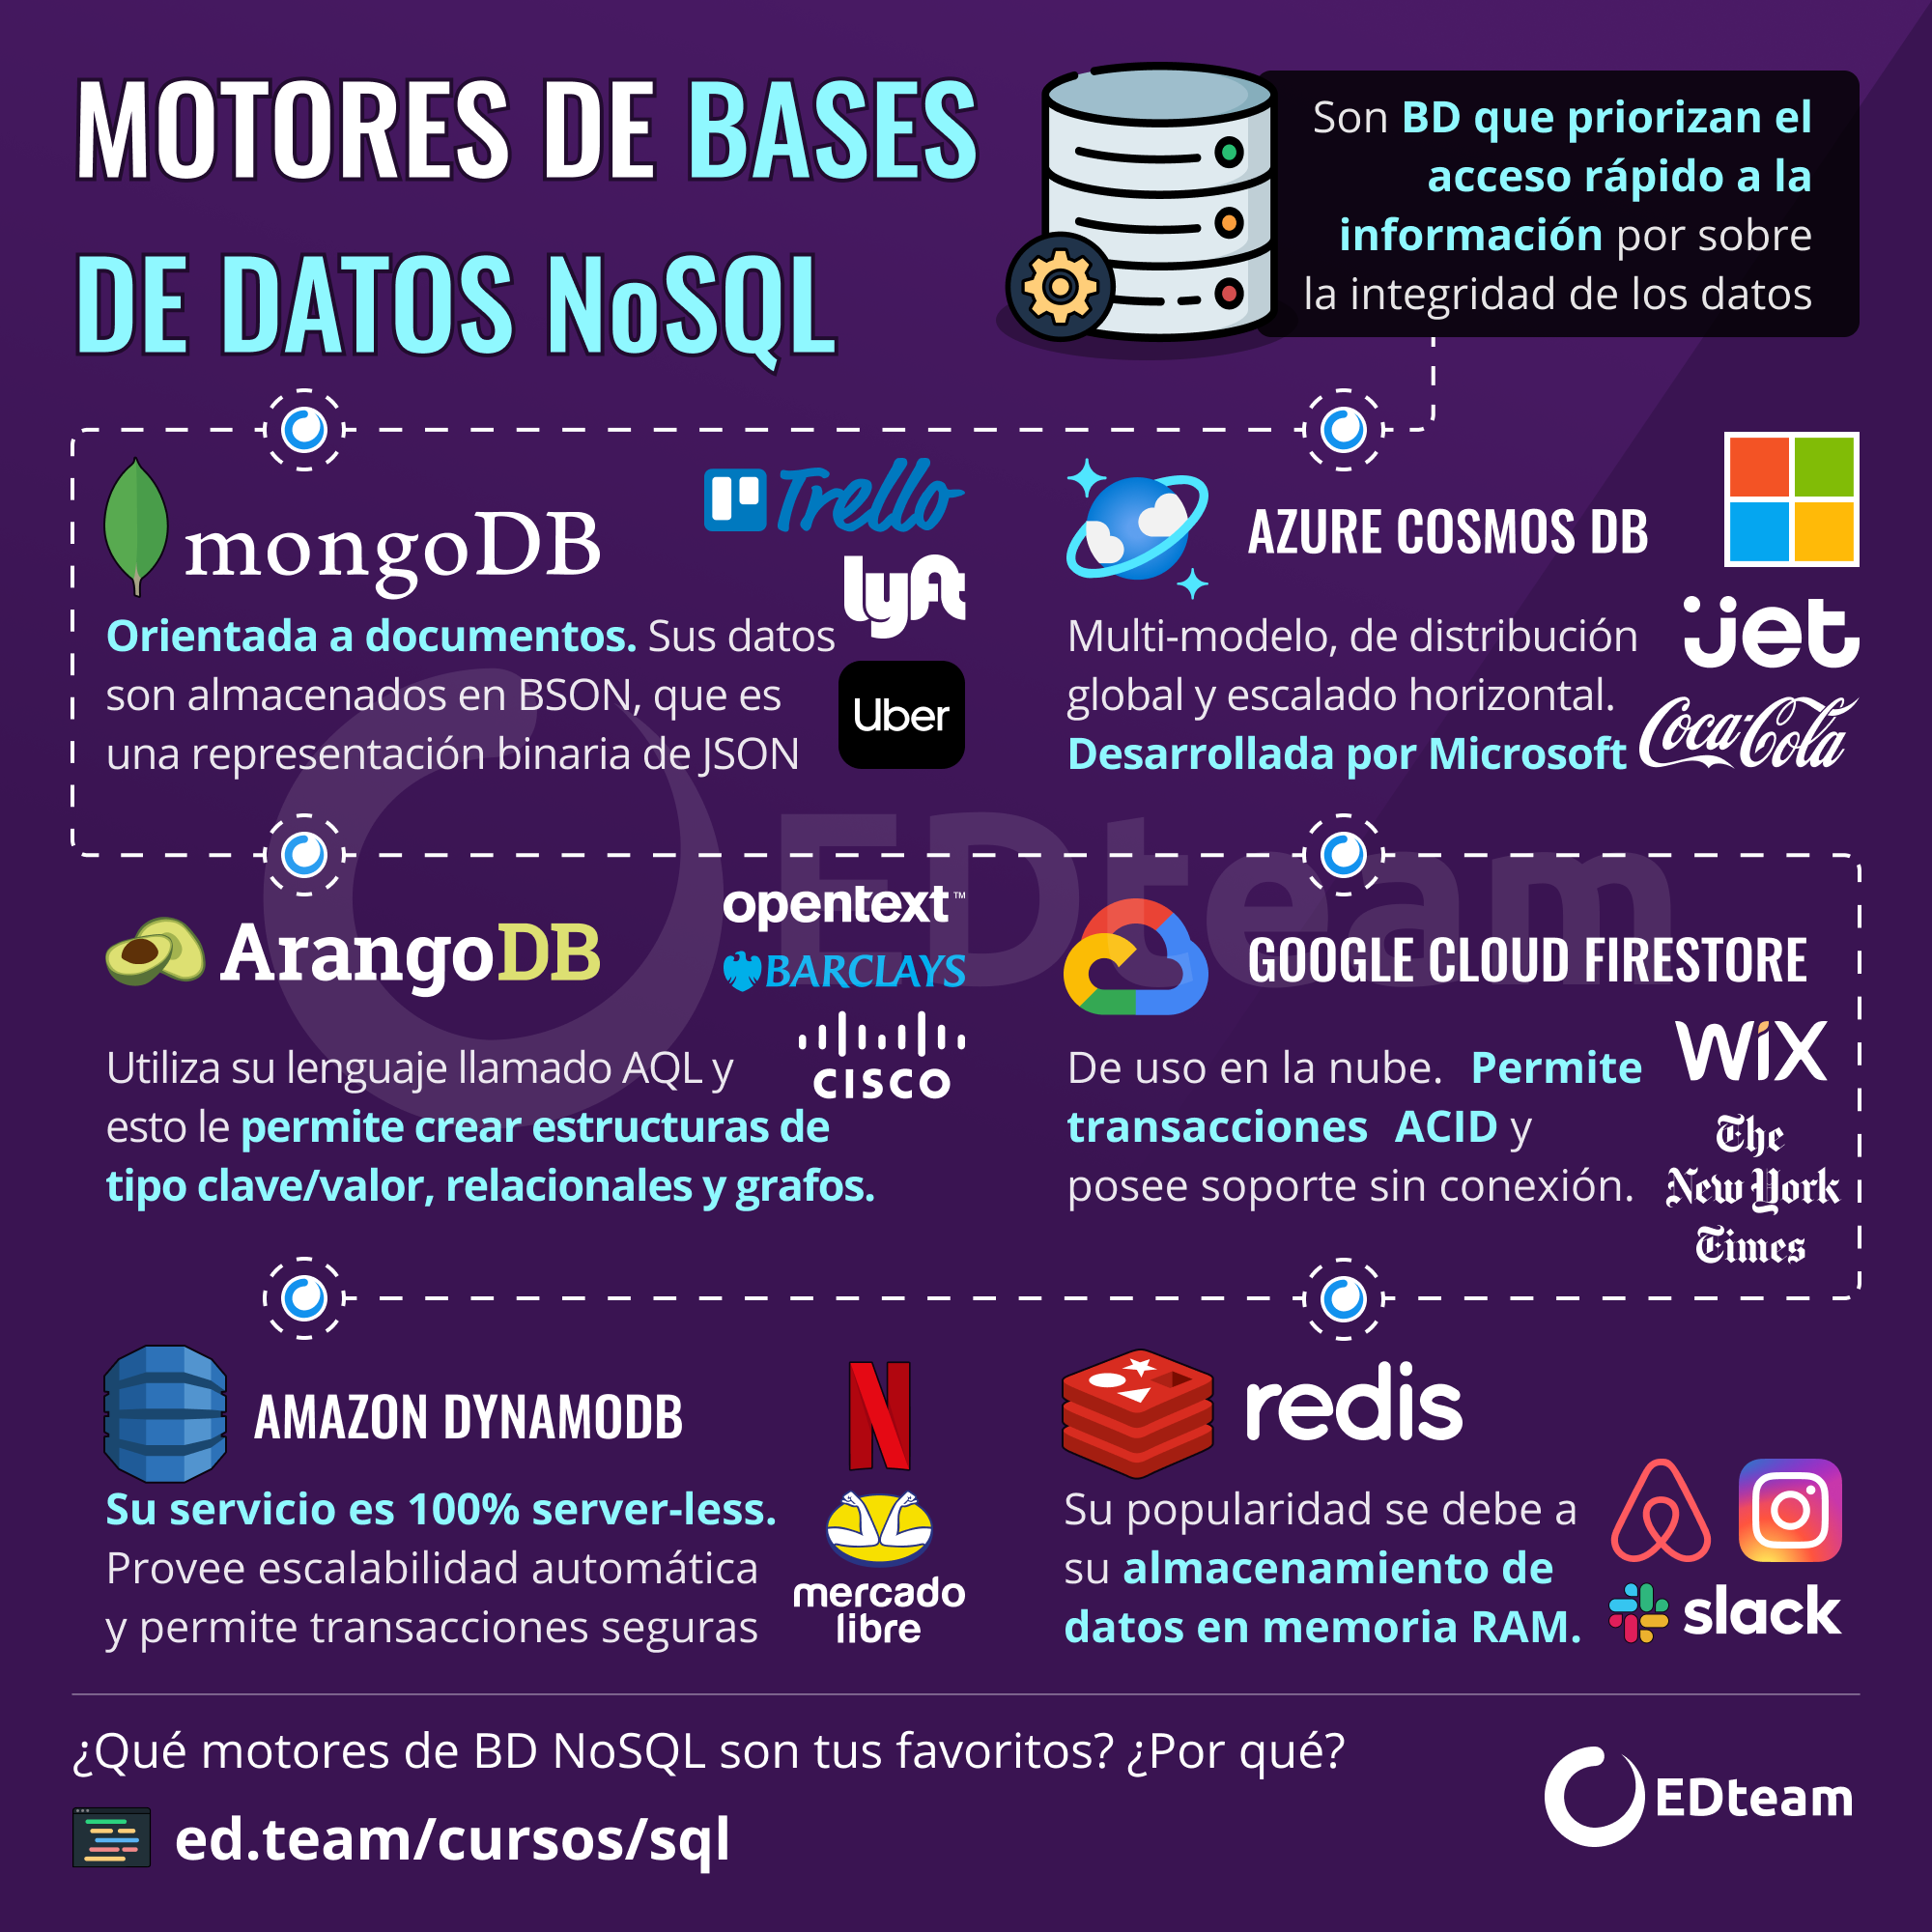 MOTORES DE BASES
DE DATOS NoSQL
Son BD que priorizan el
acceso rápido a la
información por sobre
la integridad de los datos
mongoDB
Trello
lyft
Uber
Orientada a documentos. Sus datos
son almacenados en BSON, que es
una representación binaria de JSON
AZURE COSMOS DB
jet
Coca-Cola
Multi-modelo, de distribución
global y escalado horizontal.
Desarrollada por Microsoft
ArangoDB
opentext™
BARCLAYS
CISCO
Utiliza su lenguaje llamado AQL y
esto le permite crear estructuras de
tipo clave/valor, relacionales y grafos.
GOOGLE CLOUD FIRESTORE
WiX
The
New York
Times
De uso en la nube. Permite
transacciones ACID y
posee soporte sin conexión.
EDteam
AMAZON DYNAMODB
N
mercado
libre
Su servicio es 100% server-less.
Provee escalabilidad automática
y permite transacciones seguras
redis
slack
Su popularidad se debe a
su almacenamiento de
datos en memoria RAM.
¿Qué motores de BD NoSQL son tus favoritos? ¿Por qué?
ed.team/cursos/sql
EDteam